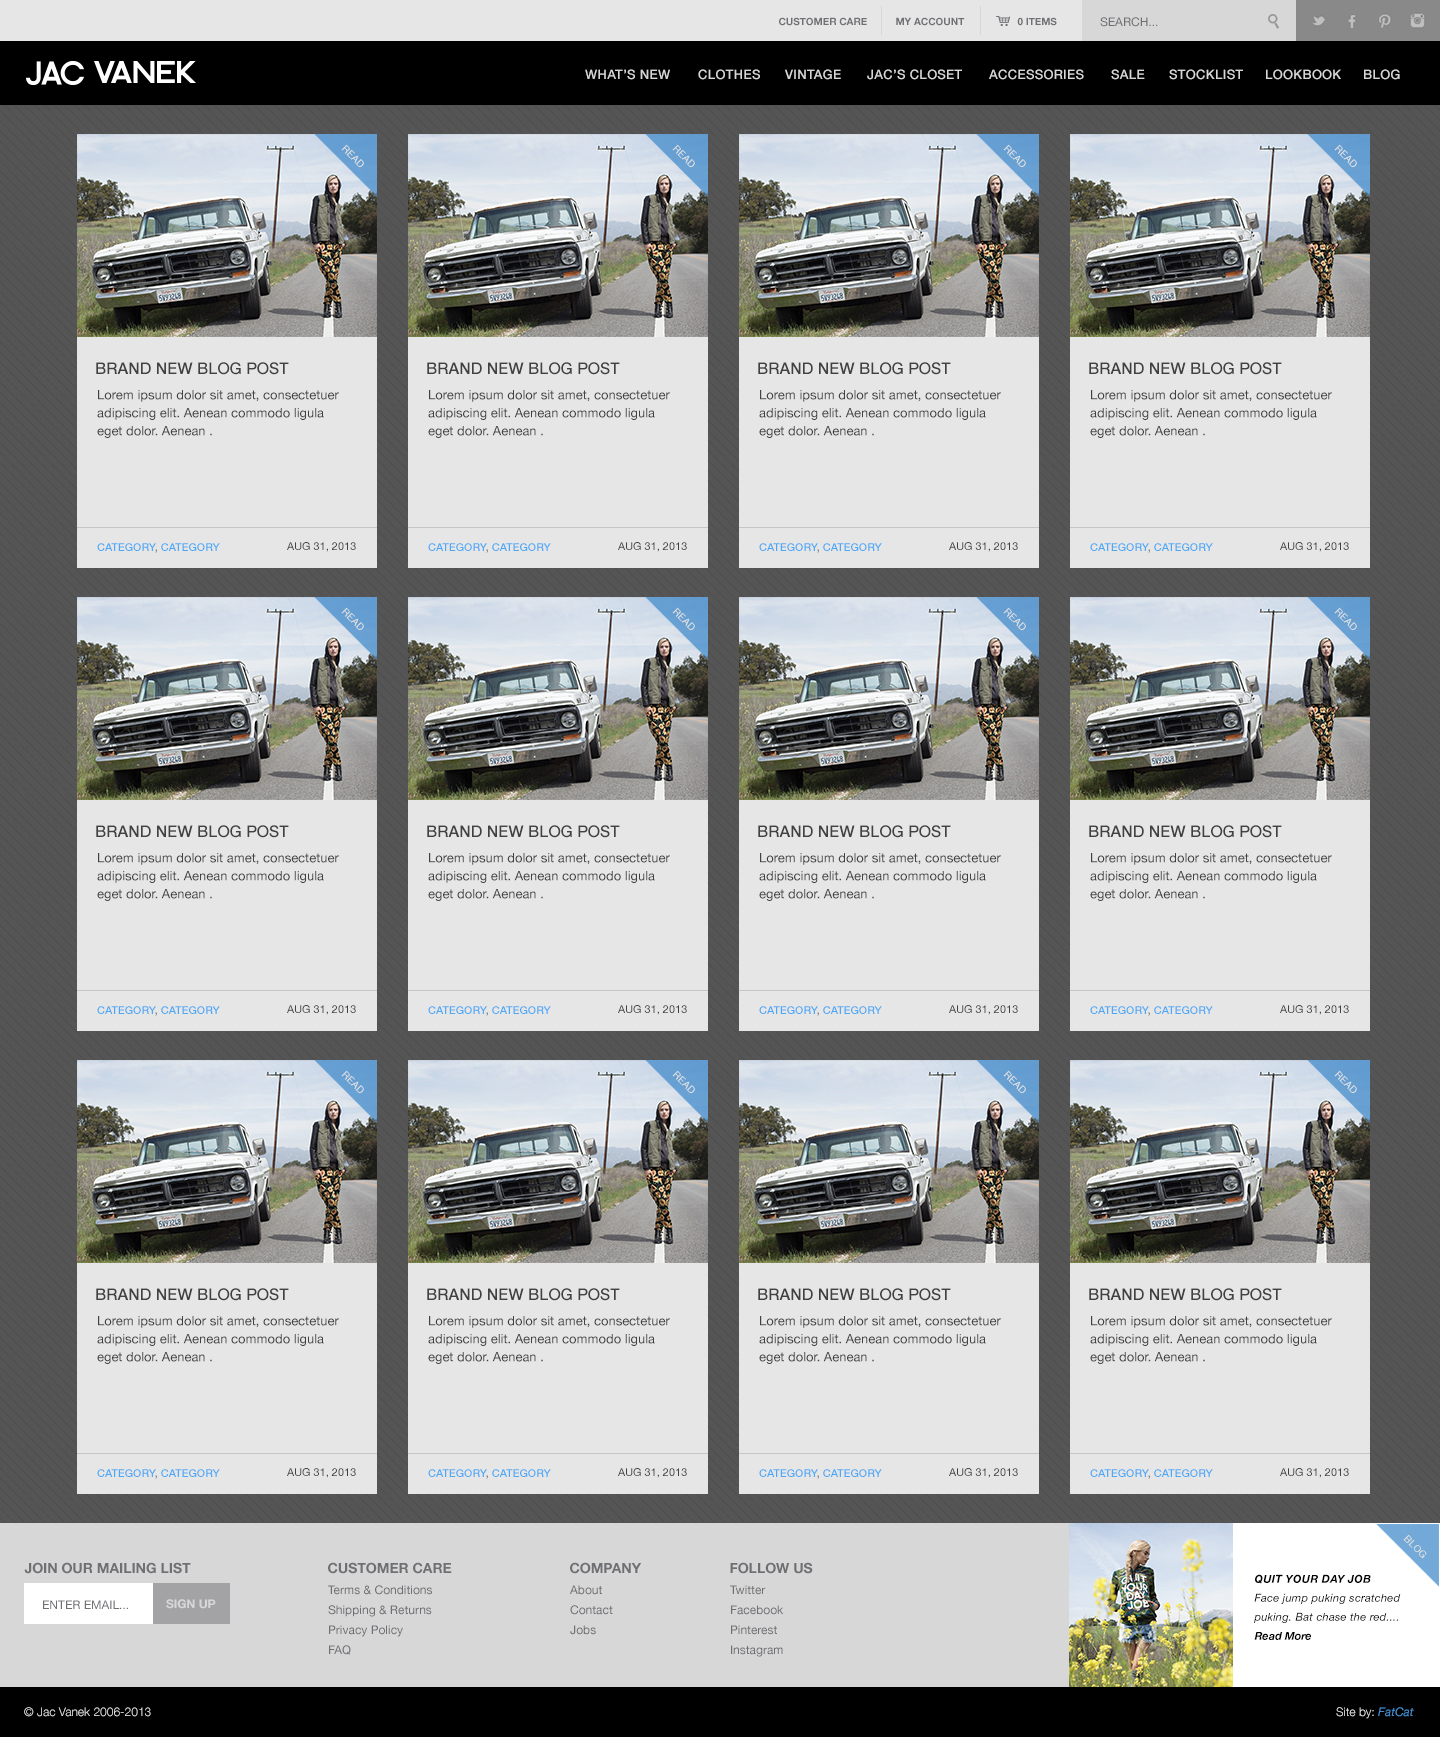 CUSTOMER CARE MY ACCOUNT 0 ITEMS SEARCH...
JAC VANEK
WHAT'S NEW CLOTHES VINTAGE JAC'S CLOSET ACCESSORIES SALE STOCKLIST LOOKBOOK BLOG
READ READ READ READ
BRAND NEW BLOG POST BRAND NEW BLOG POST BRAND NEW BLOG POST BRAND NEW BLOG POST
Lorem ipsum dolor sit amet, consectetuer Lorem ipsum dolor sit amet, consectetuer Lorem ipsum dolor sit amet, consectetuer Lorem ipsum dolor sit amet, consectetuer
adipiscing elit. Aenean commodo ligula adipiscing elit. Aenean commodo ligula adipiscing elit. Aenean commodo ligula adipiscing elit. Aenean commodo ligula
eget dolor. Aenean . eget dolor. Aenean . eget dolor. Aenean . eget dolor. Aenean .
CATEGORY, CATEGORY AUG 31, 2013 CATEGORY, CATEGORY AUG 31, 2013 CATEGORY, CATEGORY AUG 31, 2013 CATEGORY, CATEGORY AUG 31, 2013
READ READ READ READ
BRAND NEW BLOG POST BRAND NEW BLOG POST BRAND NEW BLOG POST BRAND NEW BLOG POST
Lorem ipsum dolor sit amet, consectetuer Lorem ipsum dolor sit amet, consectetuer Lorem ipsum dolor sit amet, consectetuer Lorem ipsum dolor sit amet, consectetuer
adipiscing elit. Aenean commodo ligula adipiscing elit. Aenean commodo ligula adipiscing elit. Aenean commodo ligula adipiscing elit. Aenean commodo ligula
eget dolor. Aenean . eget dolor. Aenean . eget dolor. Aenean . eget dolor. Aenean .
CATEGORY, CATEGORY AUG 31, 2013 CATEGORY, CATEGORY AUG 31, 2013 CATEGORY, CATEGORY AUG 31, 2013 CATEGORY, CATEGORY AUG 31, 2013
READ READ READ READ
BRAND NEW BLOG POST BRAND NEW BLOG POST BRAND NEW BLOG POST BRAND NEW BLOG POST
Lorem ipsum dolor sit amet, consectetuer Lorem ipsum dolor sit amet, consectetuer Lorem ipsum dolor sit amet, consectetuer Lorem ipsum dolor sit amet, consectetuer
adipiscing elit. Aenean commodo ligula adipiscing elit. Aenean commodo ligula adipiscing elit. Aenean commodo ligula adipiscing elit. Aenean commodo ligula
eget dolor. Aenean . eget dolor. Aenean . eget dolor. Aenean . eget dolor. Aenean .
CATEGORY, CATEGORY AUG 31, 2013 CATEGORY, CATEGORY AUG 31, 2013 CATEGORY, CATEGORY AUG 31, 2013 CATEGORY, CATEGORY AUG 31, 2013
JOIN OUR MAILING LIST
ENTER EMAIL... SIGN UP
CUSTOMER CARE
Terms & Conditions
Shipping & Returns
Privacy Policy
FAQ
COMPANY
About
Contact
Jobs
FOLLOW US
Twitter
Facebook
Pinterest
Instagram
QUIT
YOUR
DAY
JOB
BLOG
QUIT YOUR DAY JOB
Face jump puking scratched
puking. Bat chase the red....
Read More
© Jac Vanek 2006-2013
Site by: FatCat